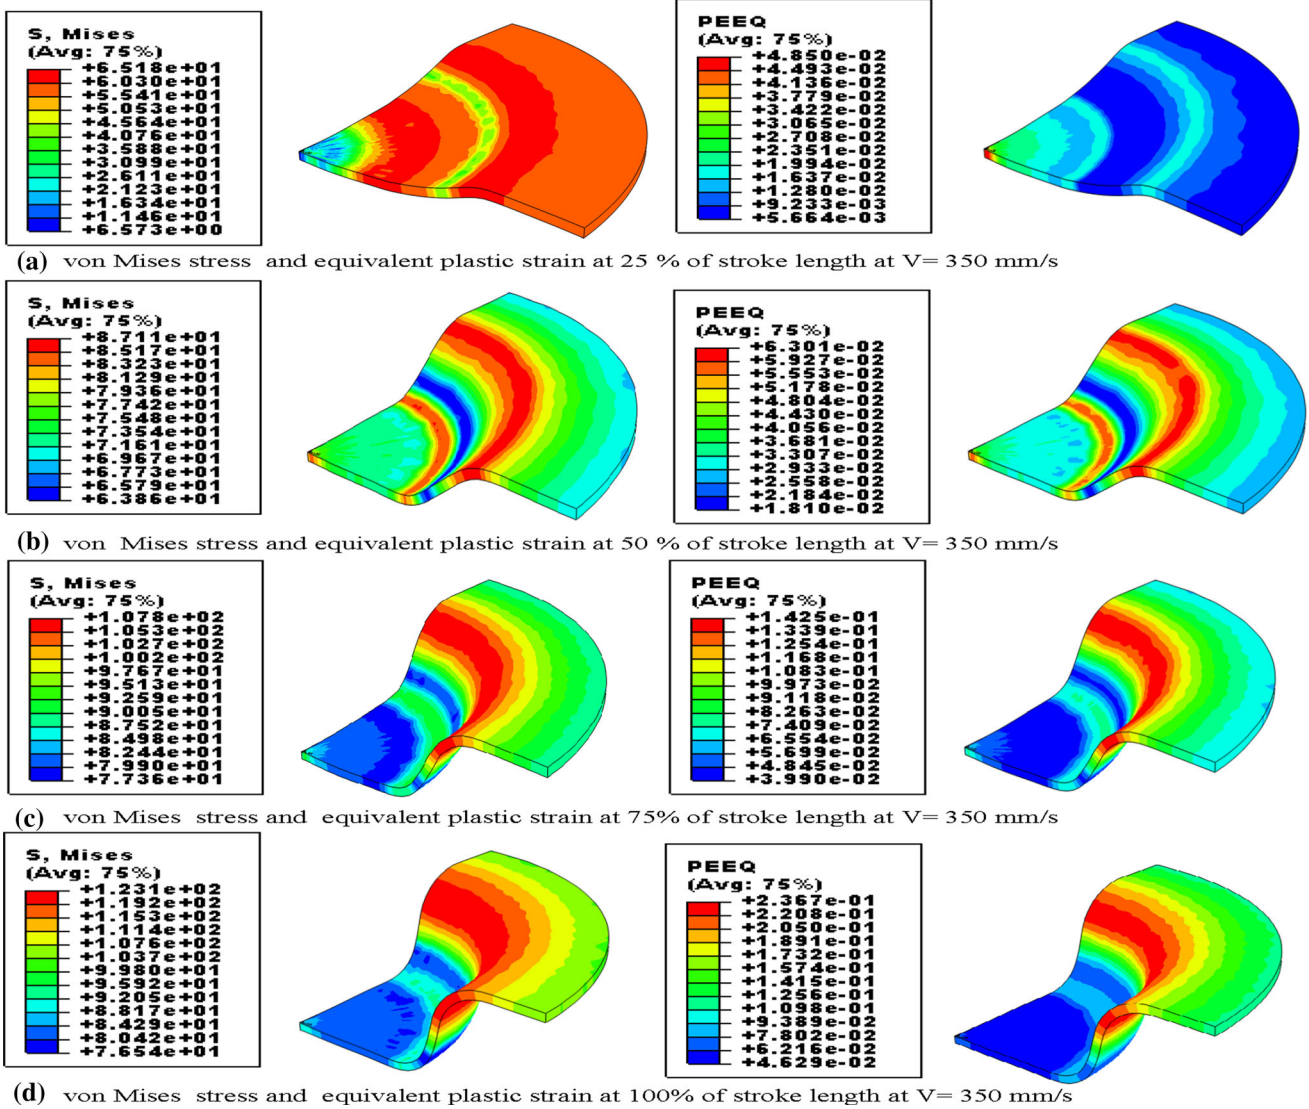 S, Mises
(Avg: 75%)
+6.518e+01
+6.030e+01
+5.541e+01
+5.053e+01
+4.564e+01
+4.076e+01
+3.588e+01
+3.099e+01
+2.611e+01
+2.123e+01
+1.634e+01
+1.146e+01
+6.573e+00
PEEQ
(Avg: 75%)
+4.850e-02
+4.493e-02
+4.136e-02
+3.779e-02
+3.422e-02
+3.065e-02
+2.708e-02
+2.351e-02
+1.994e-02
+1.637e-02
+1.280e-02
+9.233e-03
+5.664e-03
(a) von Mises stress and equivalent plastic strain at 25 % of stroke length at V= 350 mm/s
S, Mises
(Avg: 75%)
+8.711e+01
+8.517e+01
+8.323e+01
+8.129e+01
+7.936e+01
+7.742e+01
+7.548e+01
+7.354e+01
+7.161e+01
+6.967e+01
+6.773e+01
+6.579e+01
+6.386e+01
PEEQ
(Avg: 75%)
+6.301e-02
+5.927e-02
+5.553e-02
+5.178e-02
+4.804e-02
+4.430e-02
+4.056e-02
+3.681e-02
+3.307e-02
+2.933e-02
+2.558e-02
+2.184e-02
+1.810e-02
(b) von Mises stress and equivalent plastic strain at 50 % of stroke length at V= 350 mm/s
S, Mises
(Avg: 75%)
+1.078e+02
+1.053e+02
+1.027e+02
+1.002e+02
+9.767e+01
+9.513e+01
+9.259e+01
+9.005e+01
+8.752e+01
+8.498e+01
+8.244e+01
+7.990e+01
+7.736e+01
PEEQ
(Avg: 75%)
+1.425e-01
+1.339e-01
+1.254e-01
+1.168e-01
+1.083e-01
+9.973e-02
+9.118e-02
+8.263e-02
+7.409e-02
+6.554e-02
+5.699e-02
+4.845e-02
+3.990e-02
(c) von Mises stress and equivalent plastic strain at 75% of stroke length at V= 350 mm/s
S, Mises
(Avg: 75%)
+1.231e+02
+1.192e+02
+1.153e+02
+1.114e+02
+1.076e+02
+1.037e+02
+9.980e+01
+9.592e+01
+9.205e+01
+8.817e+01
+8.429e+01
+8.042e+01
+7.654e+01
PEEQ
(Avg: 75%)
+2.367e-01
+2.208e-01
+2.050e-01
+1.891e-01
+1.732e-01
+1.574e-01
+1.415e-01
+1.256e-01
+1.098e-01
+9.389e-02
+7.802e-02
+6.216e-02
+4.629e-02
(d) von Mises stress and equivalent plastic strain at 100% of stroke length at V= 350 mm/s